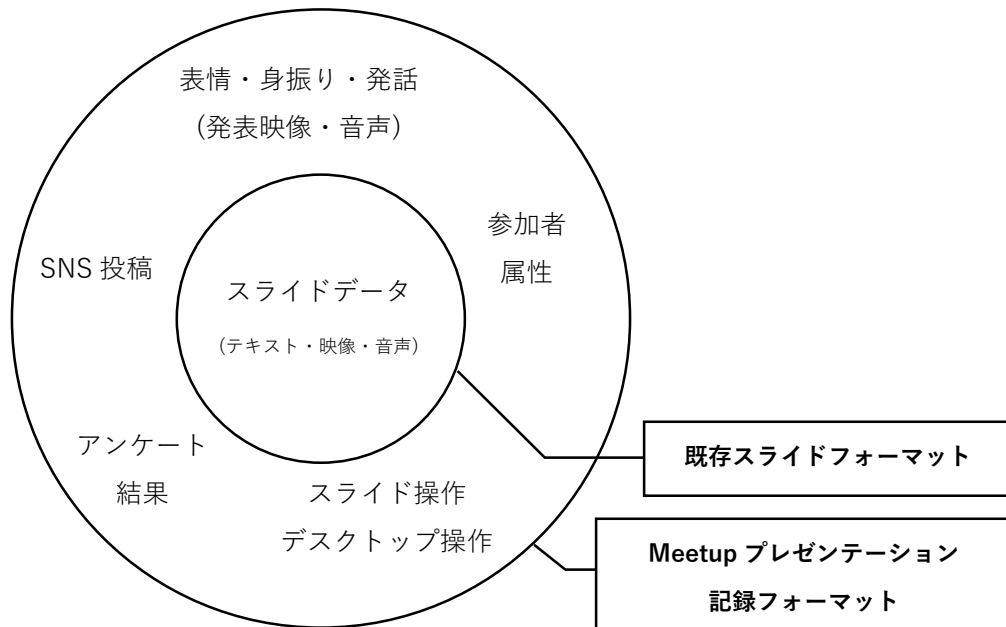 表情・身振り・発話
(発表映像・音声)
参加者
属性
SNS 投稿
スライドデータ
(テキスト・映像・音声)
アンケート
結果
スライド操作
デスクトップ操作
既存スライドフォーマット
Meetup プレゼンテーション
記録フォーマット